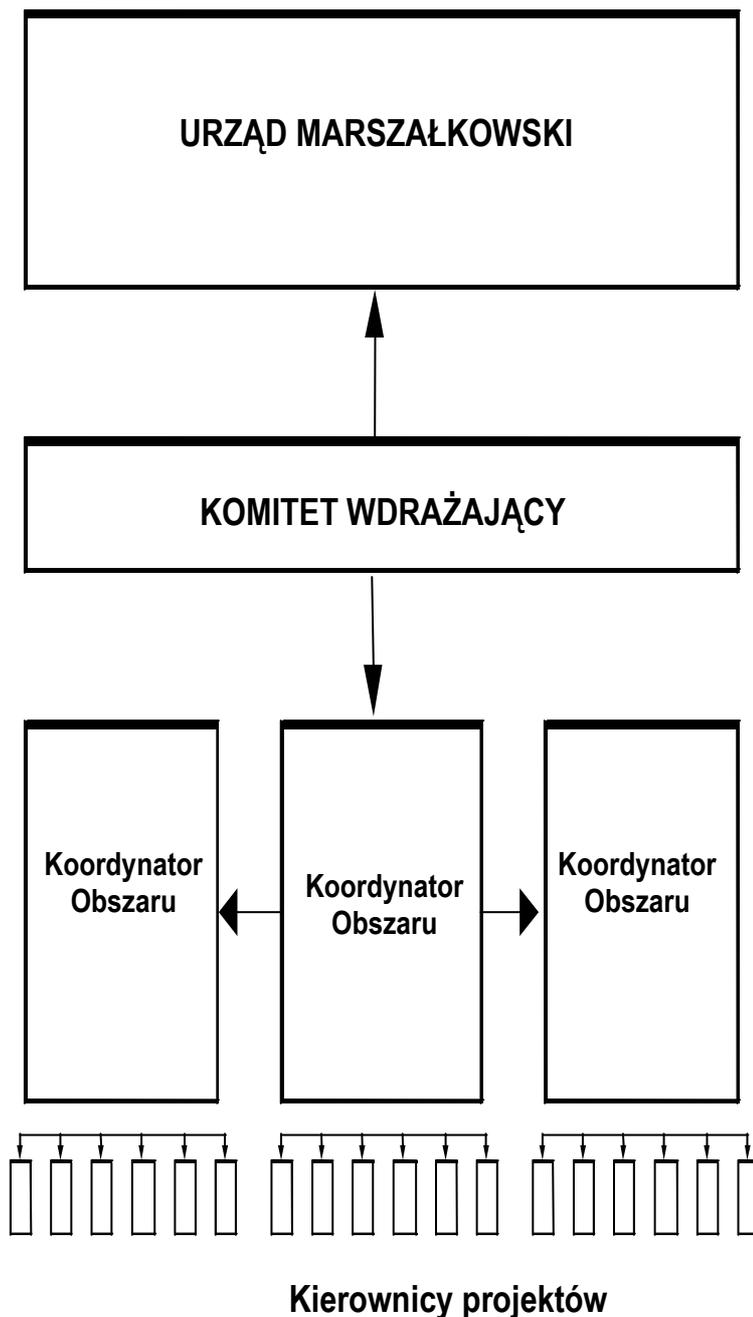 URZĄD MARSZAŁKOWSKI
KOMITET WDRAŻAJĄCY
Koordynator
Obszaru
Koordynator
Obszaru
Koordynator
Obszaru
Kierownicy projektów